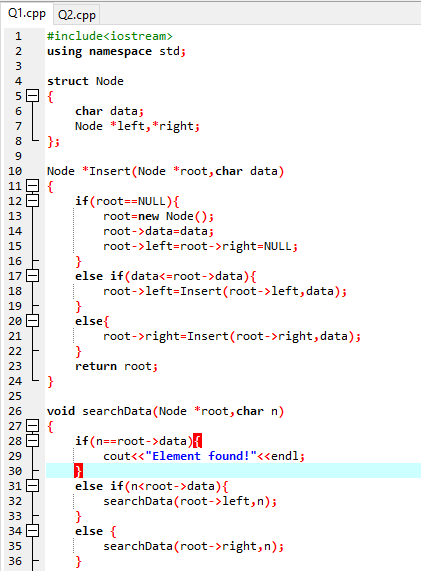 Q1.cpp Q2.cpp
1 #include<iostream>
2 using namespace std;
3
4 struct Node
5 {
6 char data;
7 Node *left,*right;
8 };
9
10 Node *Insert(Node *root,char data)
11 {
12 if(root==NULL){
13 root=new Node();
14 root->data=data;
15 root->left=root->right=NULL;
16 }
17 else if(data<=root->data){
18 root->left=Insert(root->left,data);
19 }
20 else{
21 root->right=Insert(root->right,data);
22 }
23 return root;
24 }
25
26 void searchData(Node *root,char n)
27 {
28 if(n==root->data){
29 cout<<"Element found!"<<endl;
30 }
31 else if(n<root->data){
32 searchData(root->left,n);
33 }
34 else {
35 searchData(root->right,n);
36 }